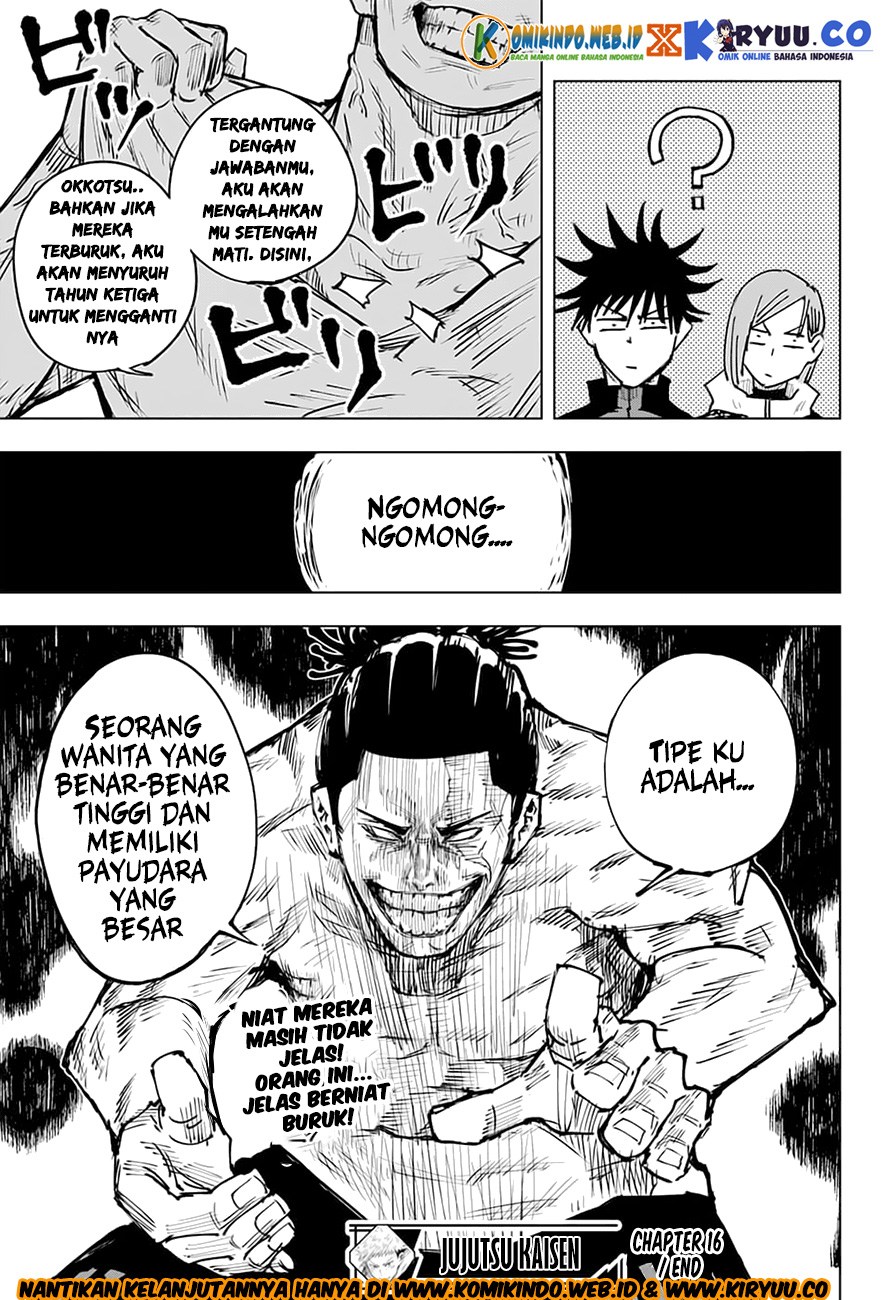 KOMIKINDO.WEB.ID X KIRYUU.CO
BACA MANGA ONLINE BAHASA INDONESIA
OMIK ONLINE BAHASA INDONESIA
?
ビビッ
ビビッ
TERGANTUNG
DENGAN
JAWABANMU,
AKU AKAN
MENGALAHKAN
MU SETENGAH
MATI. DISINI,
OKKOTSU..
BAHKAN JIKA
MEREKA
TERBURUK, AKU
AKAN MENYURUH
TAHUN KETIGA
UNTUK MENGGANTI
NYA
NGOMONG-
NGOMONG....
TIPE KU
ADALAH...
SEORANG
WANITA YANG
BENAR-BENAR
TINGGI DAN
MEMILIKI
PAYUDARA
YANG
BESAR
NIAT MEREKA
MASIH TIDAK
JELAS!
ORANG INI...
JELAS BERNIAT
BURUK!
JUJUTSU KAISEN
CHAPTER 16
/ END
NANTIKAN KELANJUTANNYA HANYA DI WWW.KOMIKINDO.WEB.ID & WWW.KIRYUU.CO